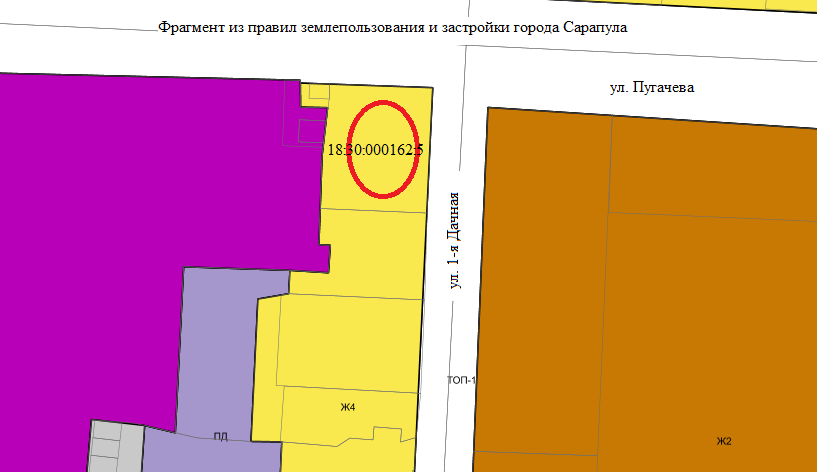 Фрагмент из правил землепользования и застройки города Сарапула
ул. Пугачева
18:30:000162:5
ул. 1-я Дачная
ТОП-1
Ж4
ПД
Ж2